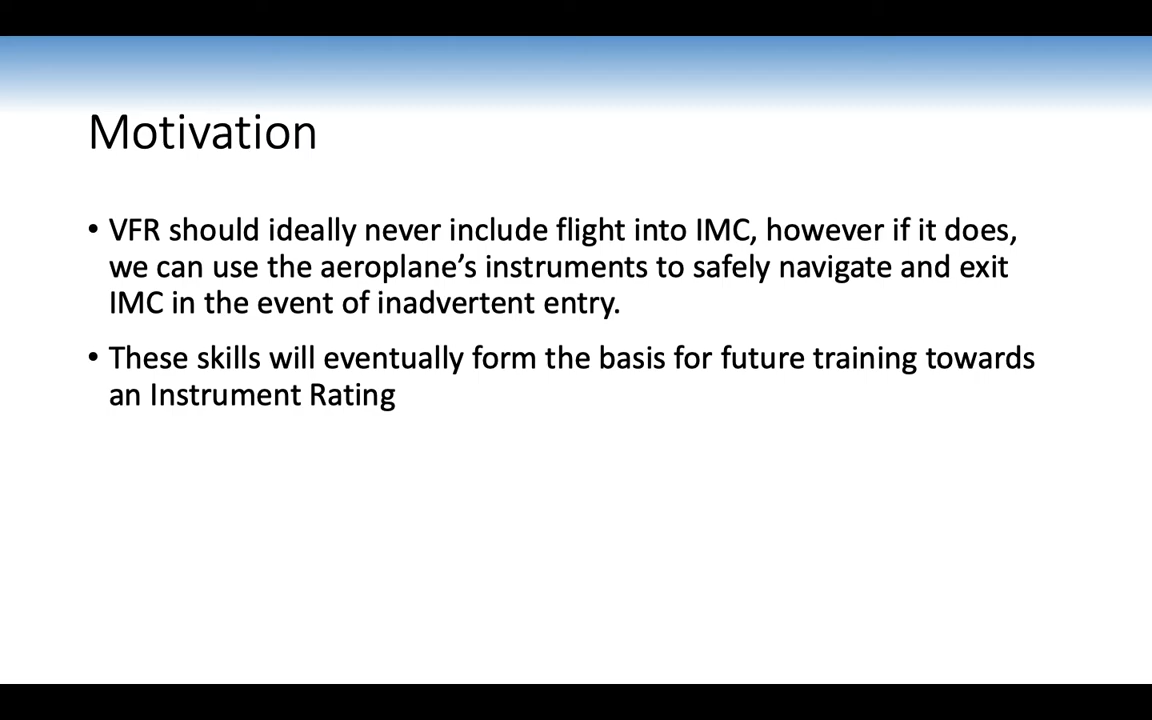 Motivation
• VFR should ideally never include flight into IMC, however if it does,
we can use the aeroplane’s instruments to safely navigate and exit
IMC in the event of inadvertent entry.
• These skills will eventually form the basis for future training towards
an Instrument Rating